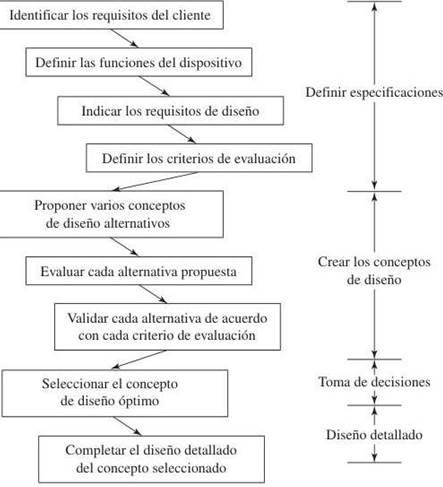 Identificar los requisitos del cliente
Definir las funciones del dispositivo
Indicar los requisitos de diseño
Definir los criterios de evaluación
Definir especificaciones
Proponer varios conceptos
de diseño alternativos
Evaluar cada alternativa propuesta
Validar cada alternativa de acuerdo
con cada criterio de evaluación
Crear los conceptos
de diseño
Seleccionar el concepto
de diseño óptimo
Toma de decisiones
Completar el diseño detallado
del concepto seleccionado
Diseño detallado